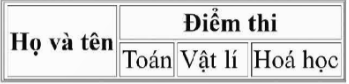 Họ và tên
Điểm thi
Toán Vật lí Hoá học